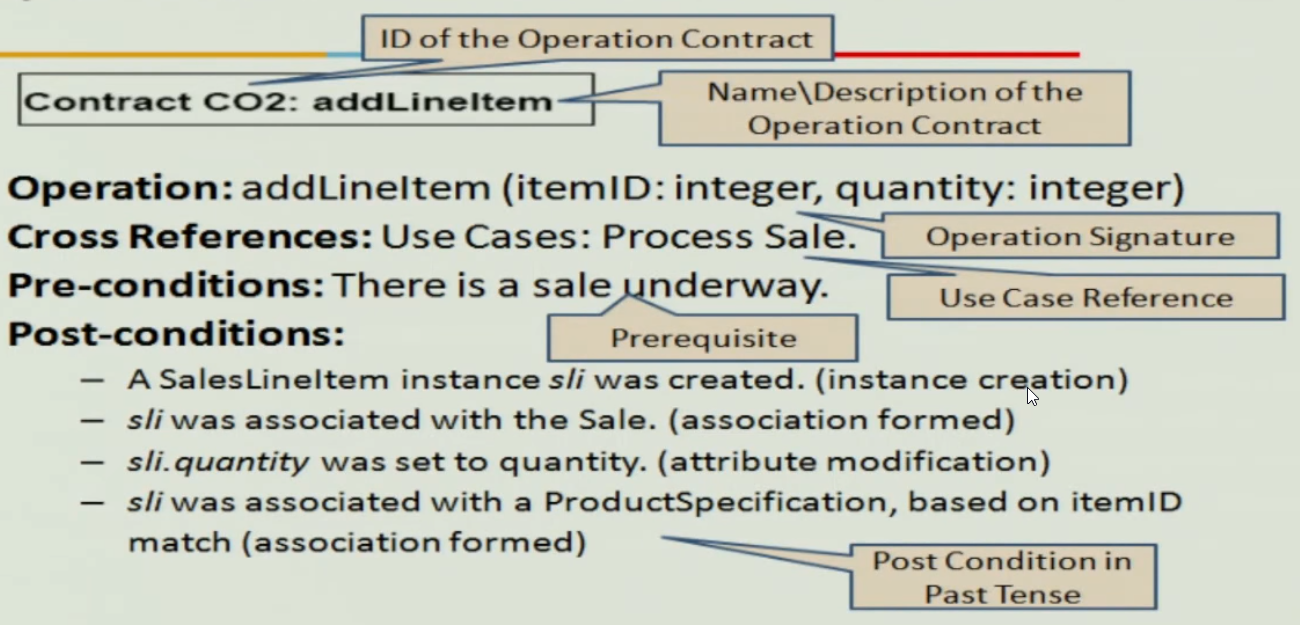 ID of the Operation Contract
Contract CO2: addLineItem
Name\Description of the
Operation Contract
Operation: addLineItem (itemID: integer, quantity: integer)
Cross References: Use Cases: Process Sale.
Operation Signature
Pre-conditions: There is a sale underway.
Use Case Reference
Post-conditions:
Prerequisite
– A SalesLineItem instance sli was created. (instance creation)
– sli was associated with the Sale. (association formed)
– sli.quantity was set to quantity. (attribute modification)
– sli was associated with a ProductSpecification, based on itemID
match (association formed)
Post Condition in
Past Tense